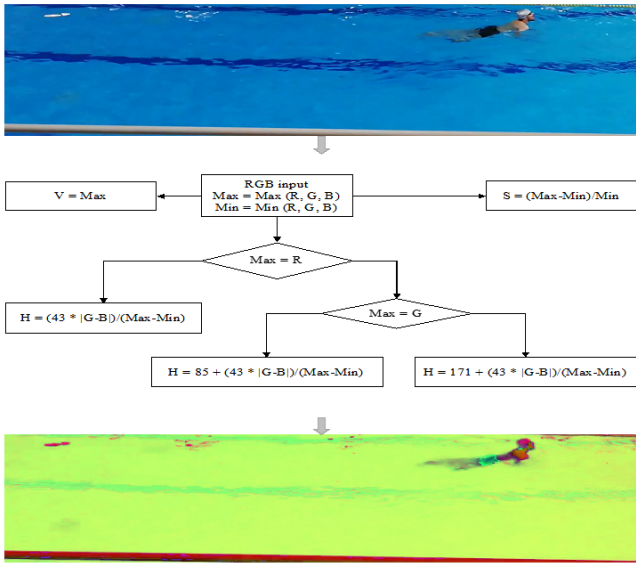 RGB input
Max = Max (R, G, B)
Min = Min (R, G, B)
V = Max
S = (Max-Min)/Min
Max = R
H = (43 * |G-B|)/(Max-Min)
Max = G
H = 85 + (43 * |G-B|)/(Max-Min)
H = 171 + (43 * |G-B|)/(Max-Min)